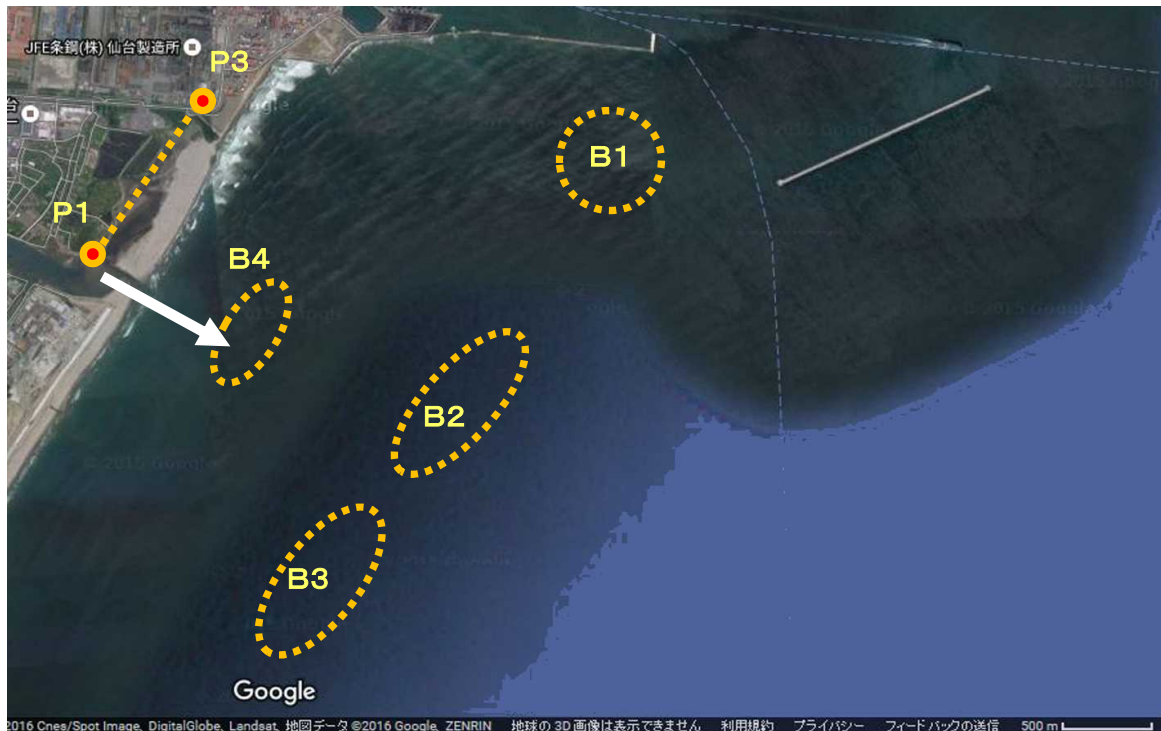 JFE条鋼(株) 仙台製造所
P3
台
B1
P1
B4
B2
B3
Google
2016 Cnes/Spot Image, DigitalGlobe, Landsat, 地図データ ©2016 Google, ZENRIN 地球の 3D 画像は表示できません 利用規約 プライバシー フィードバックの送信 500 m